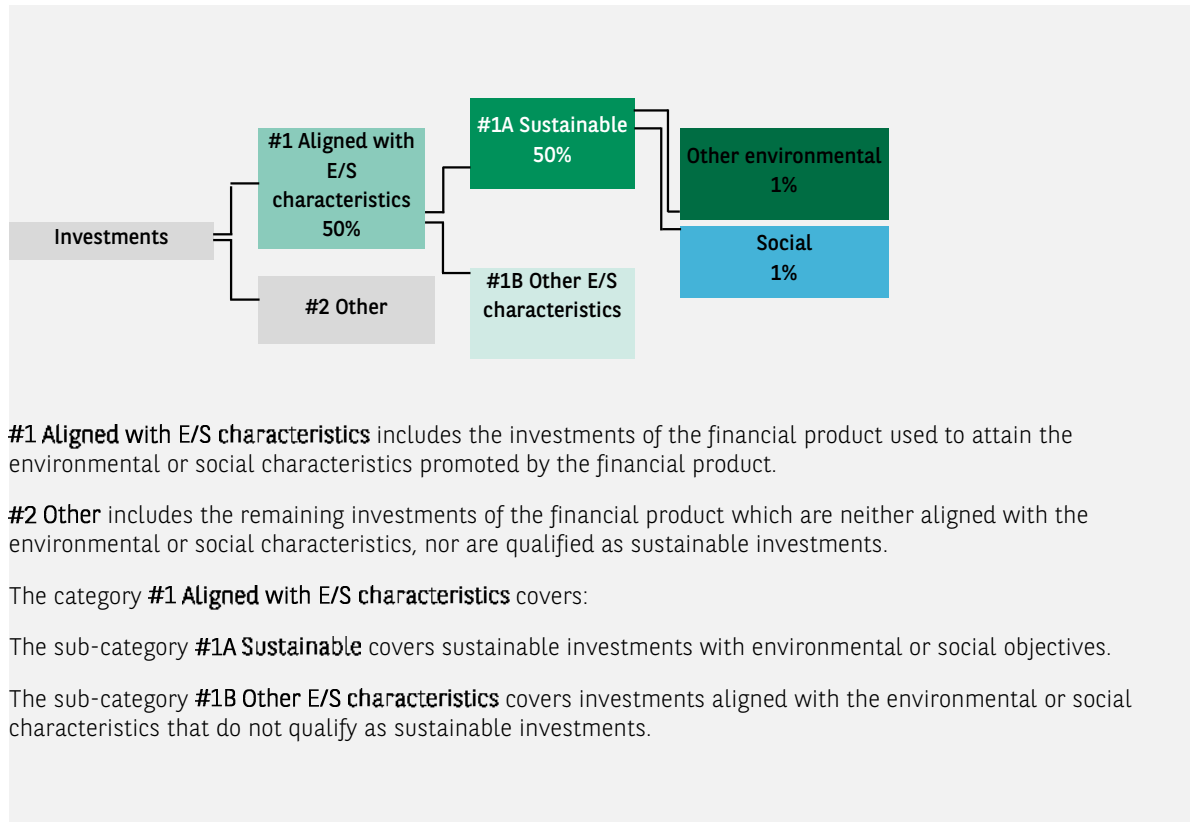 #1A Sustainable
50%
#1 Aligned with
E/S
characteristics
50%
Other environmental
1%
Investments
Social
1%
#2 Other
#1B Other E/S
characteristics
#1 Aligned with E/S characteristics includes the investments of the financial product used to attain the
environmental or social characteristics promoted by the financial product.
#2 Other includes the remaining investments of the financial product which are neither aligned with the
environmental or social characteristics, nor are qualified as sustainable investments.
The category #1 Aligned with E/S characteristics covers:
The sub-category #1A Sustainable covers sustainable investments with environmental or social objectives.
The sub-category #1B Other E/S characteristics covers investments aligned with the environmental or social
characteristics that do not qualify as sustainable investments.